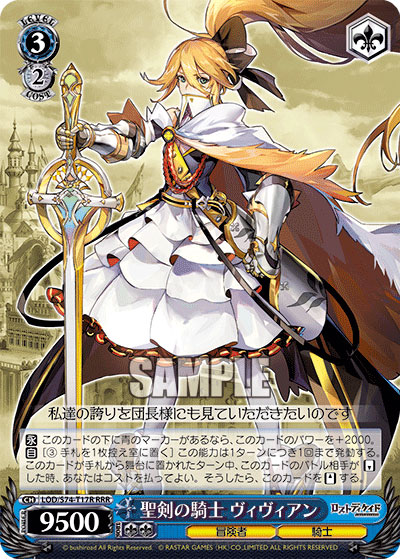 LEVEL
3
2
COST
SAMPLE
私達の誇りを団長様にも見ていただきたいのです
永 このカードの下に青のマーカーがあるなら、このカードのパワーを+2000。
自 [③ 手札を1枚控え室に置く] この能力は1ターンにつき1回まで発動する。
このカードが手札から舞台に置かれたターン中、このカードのバトル相手が
した時、あなたはコストを払ってよい。そうしたら、このカードを
する。
CH LOD/S74-T17R RRR
9500
聖剣の騎士 ヴィヴィアン
ロストディケイド
冒険者
騎士
© bushiroad All Rights Reserved. © RASTAR GAMES (HK) CO.,LIMITED ALL RIGHTS RESERVED.